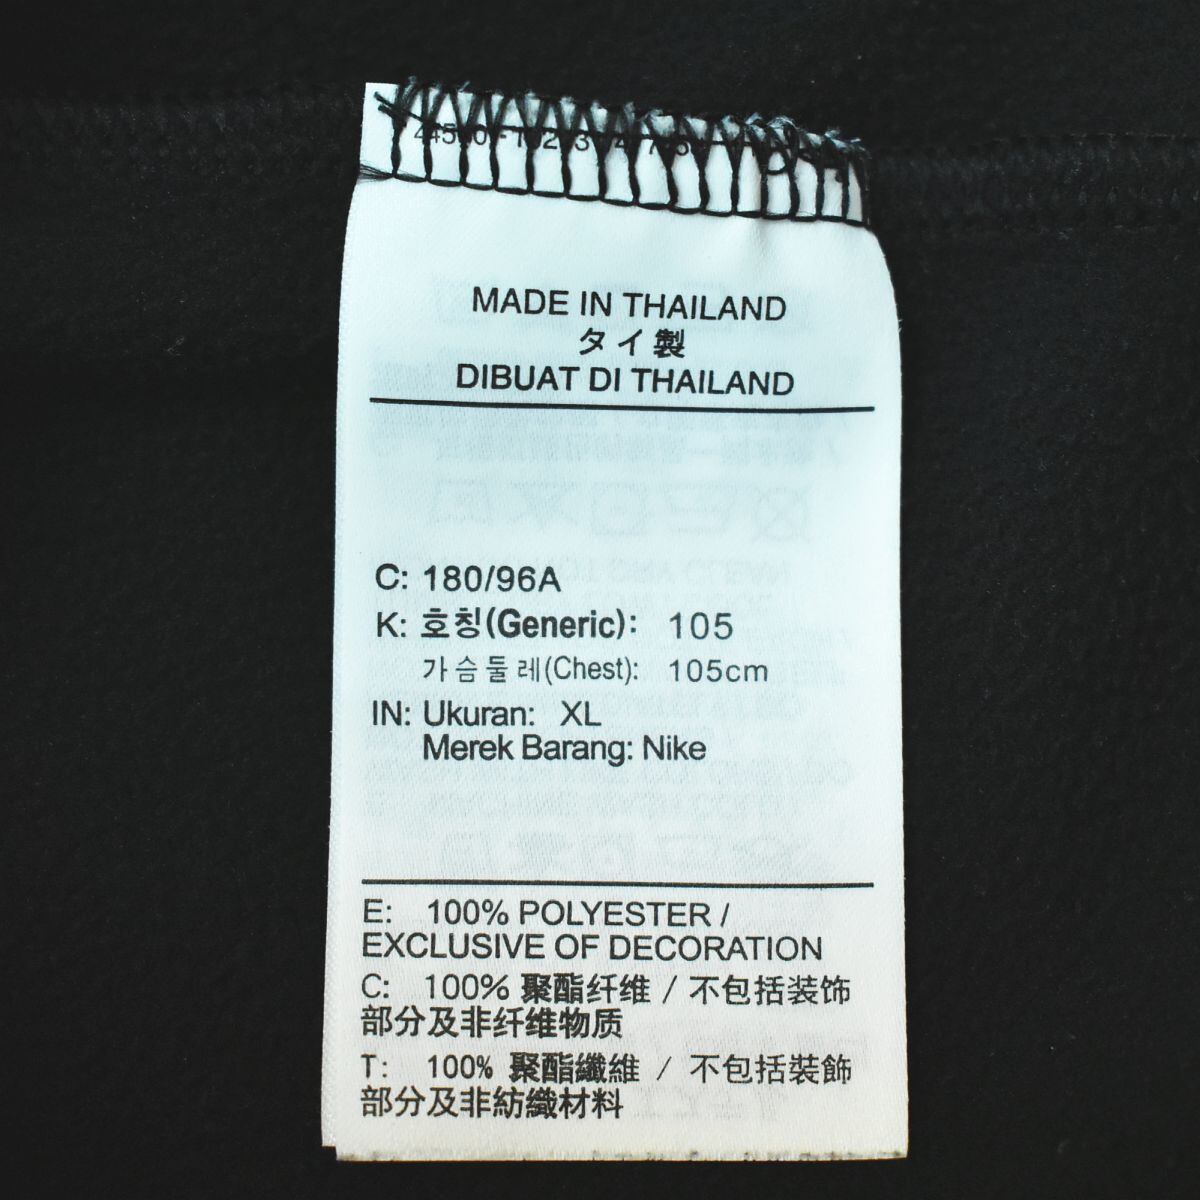 MADE IN THAILAND
タイ製
DIBUAT DI THAILAND
C: 180/96A
K: 호칭(Generic): 105
가슴둘레(Chest): 105cm
IN: Ukuran: XL
Merek Barang: Nike
E: 100% POLYESTER /
EXCLUSIVE OF DECORATION
C: 100% 聚酯纤维 / 不包括装饰
部分及非纤维物质
T: 100% 聚酯纖維 / 不包括裝飾
部分及非紡織材料